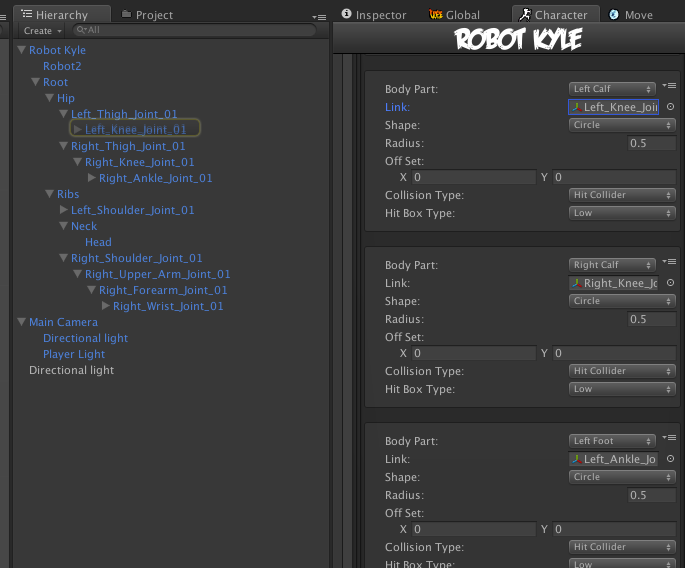 Hierarchy
Project
Create
All
Robot Kyle
Robot2
Root
Hip
Left_Thigh_Joint_01
Left_Knee_Joint_01
Right_Thigh_Joint_01
Right_Knee_Joint_01
Right_Ankle_Joint_01
Ribs
Left_Shoulder_Joint_01
Neck
Head
Right_Shoulder_Joint_01
Right_Upper_Arm_Joint_01
Right_Forearm_Joint_01
Right_Wrist_Joint_01
Main Camera
Directional light
Player Light
Directional light
Inspector
Global
Character
Move
ROBOT KYLE
Body Part: Left Calf
Link: Left_Knee_Joi
Shape: Circle
Radius: 0.5
Off Set:
X 0 Y 0
Collision Type: Hit Collider
Hit Box Type: Low
Body Part: Right Calf
Link: Right_Knee_Jo
Shape: Circle
Radius: 0.5
Off Set:
X 0 Y 0
Collision Type: Hit Collider
Hit Box Type: Low
Body Part: Left Foot
Link: Left_Ankle_Jo
Shape: Circle
Radius: 0.5
Off Set:
X 0 Y 0
Collision Type: Hit Collider
Hit Box Type: Low